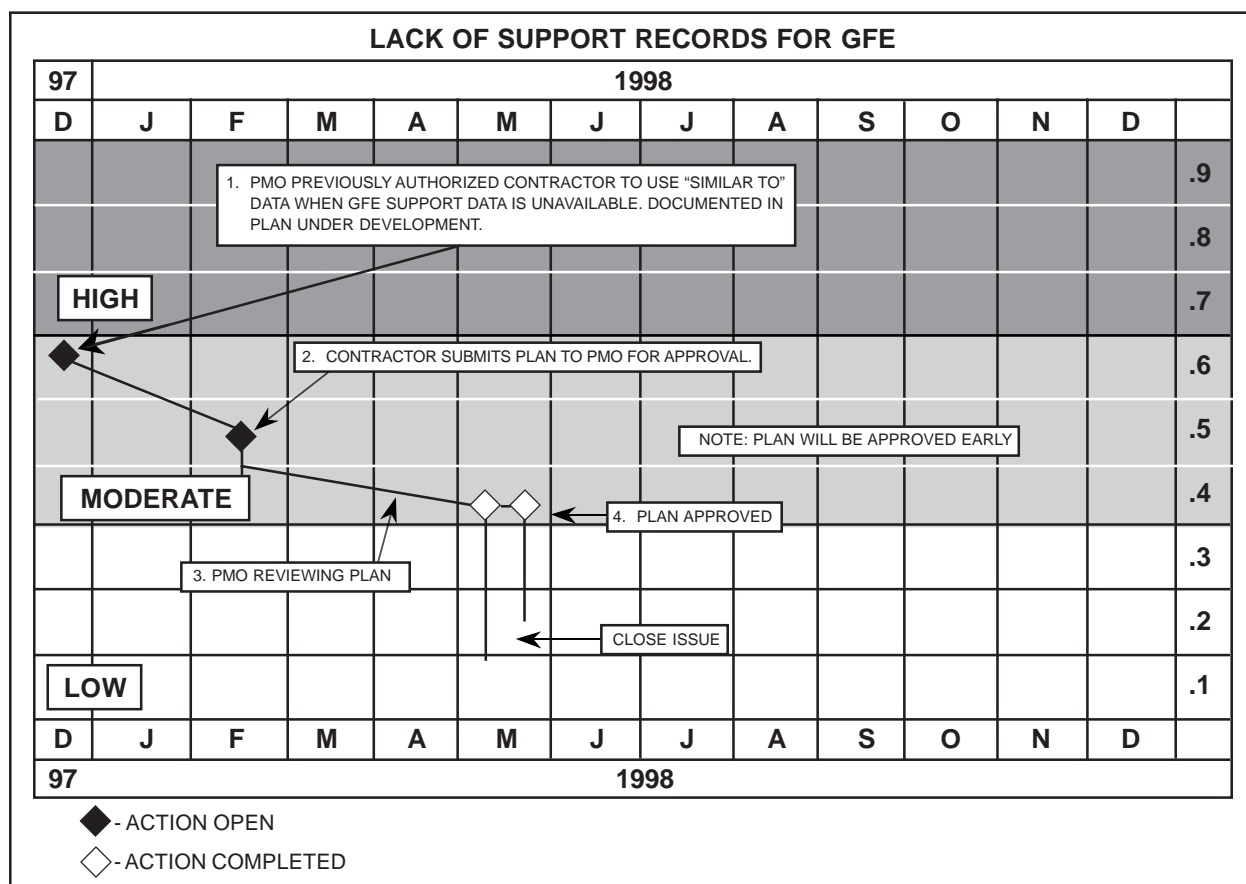 LACK OF SUPPORT RECORDS FOR GFE
97 1998
D J F M A M J J A S O N D
1. PMO PREVIOUSLY AUTHORIZED CONTRACTOR TO USE “SIMILAR TO”
DATA WHEN GFE SUPPORT DATA IS UNAVAILABLE. DOCUMENTED IN
PLAN UNDER DEVELOPMENT.
.9
.8
HIGH .7
2. CONTRACTOR SUBMITS PLAN TO PMO FOR APPROVAL.
.6
NOTE: PLAN WILL BE APPROVED EARLY
.5
MODERATE .4
4. PLAN APPROVED
3. PMO REVIEWING PLAN
.3
CLOSE ISSUE
.2
LOW .1
D J F M A M J J A S O N D
97 1998
- ACTION OPEN
- ACTION COMPLETED